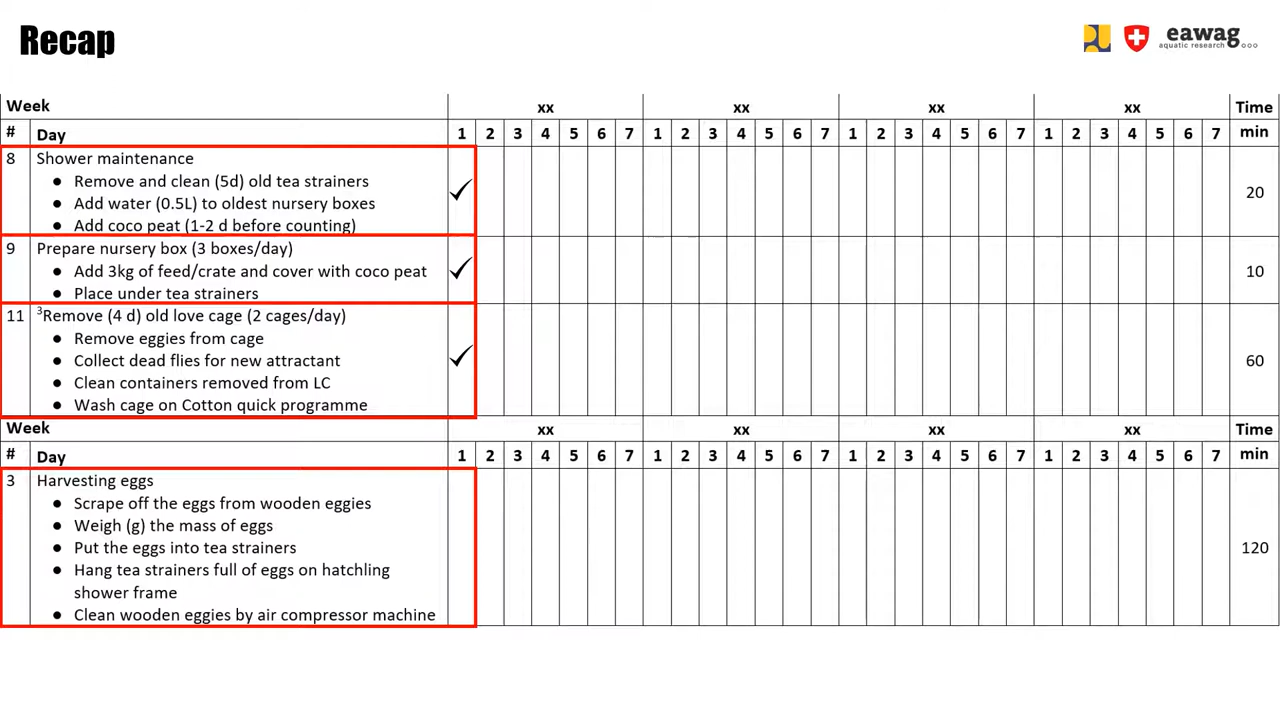 Recap
eawag
aquatic research
Week xx xx xx xx Time
# Day 1 2 3 4 5 6 7 1 2 3 4 5 6 7 1 2 3 4 5 6 7 1 2 3 4 5 6 7 min
8 Shower maintenance
● Remove and clean (5d) old tea strainers
20
● Add water (0.5L) to oldest nursery boxes
● Add coco peat (1-2 d before counting)
9 Prepare nursery box (3 boxes/day)
● Add 3kg of feed/crate and cover with coco peat 10
● Place under tea strainers
11 ³Remove (4 d) old love cage (2 cages/day)
● Remove eggies from cage
● Collect dead flies for new attractant 60
● Clean containers removed from LC
● Wash cage on Cotton quick programme
Week xx xx xx xx Time
# Day 1 2 3 4 5 6 7 1 2 3 4 5 6 7 1 2 3 4 5 6 7 1 2 3 4 5 6 7 min
3 Harvesting eggs
● Scrape off the eggs from wooden eggies
● Weigh (g) the mass of eggs
● Put the eggs into tea strainers 120
● Hang tea strainers full of eggs on hatchling
shower frame
● Clean wooden eggies by air compressor machine